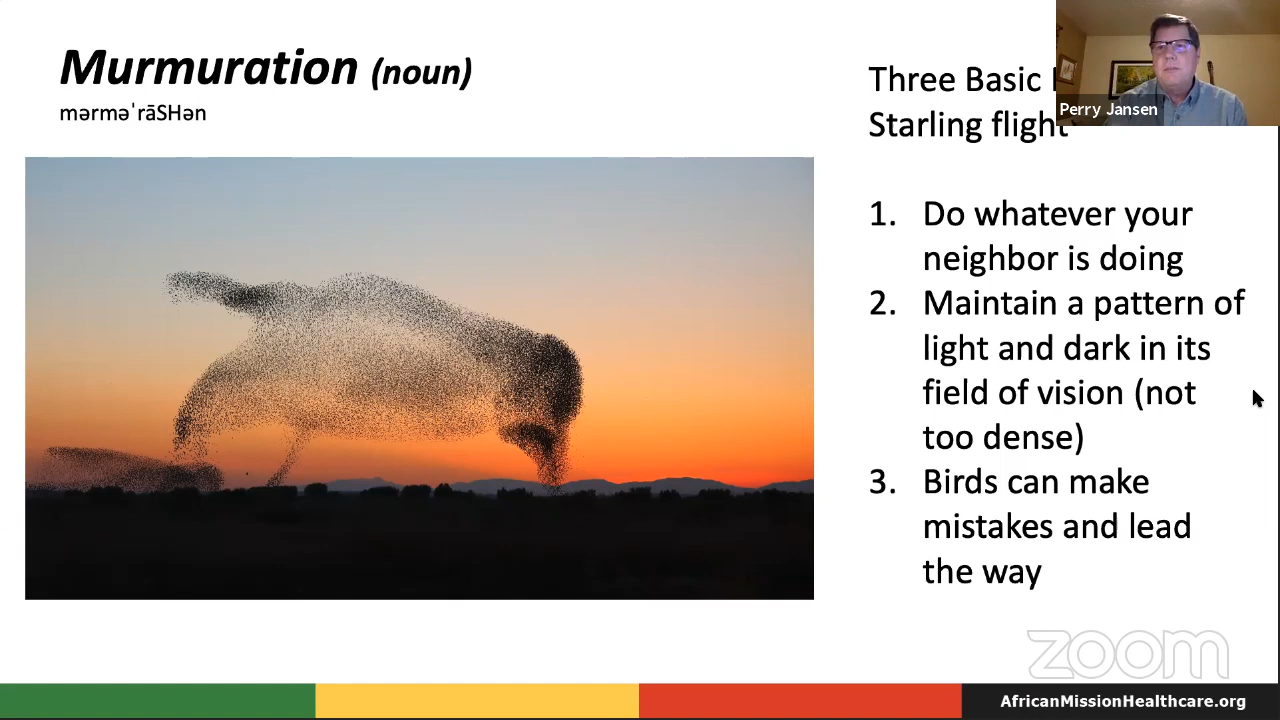 Murmuration (noun)
mərməˈrāSHən
Three Basic
Starling flight
Perry Jansen
1. Do whatever your
neighbor is doing
2. Maintain a pattern of
light and dark in its
field of vision (not
too dense)
3. Birds can make
mistakes and lead
the way
zoom
AfricanMissionHealthcare.org